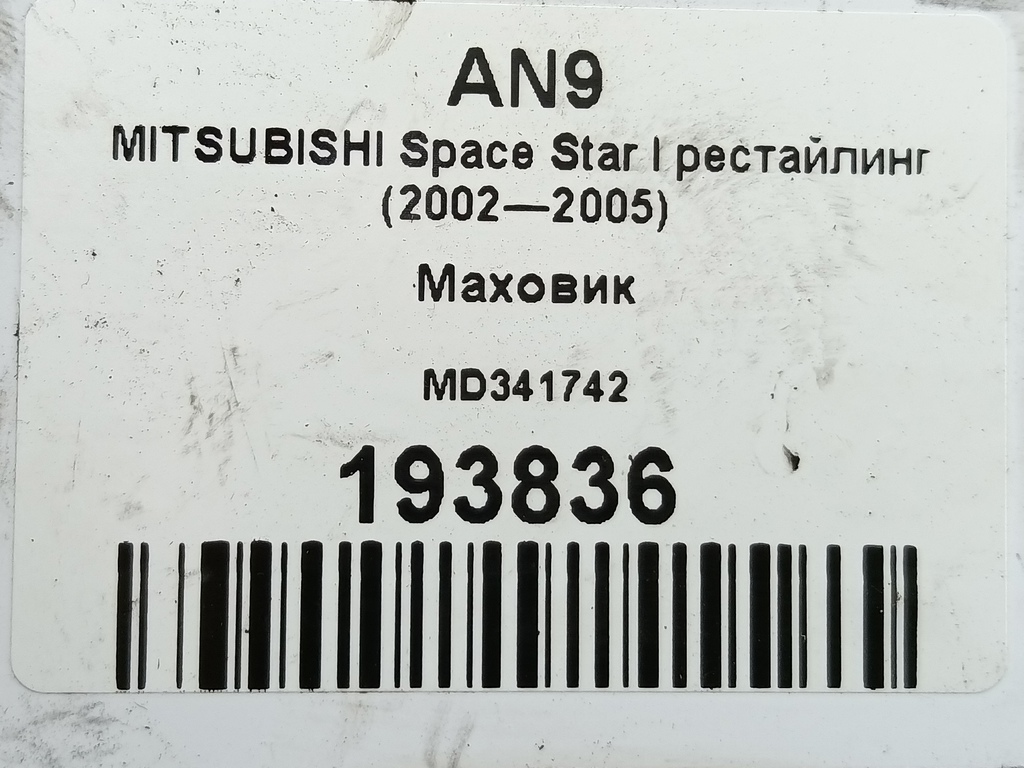 AN9
MITSUBISHI Space Star I рестайлинг
(2002—2005)
Маховик
MD341742
193836